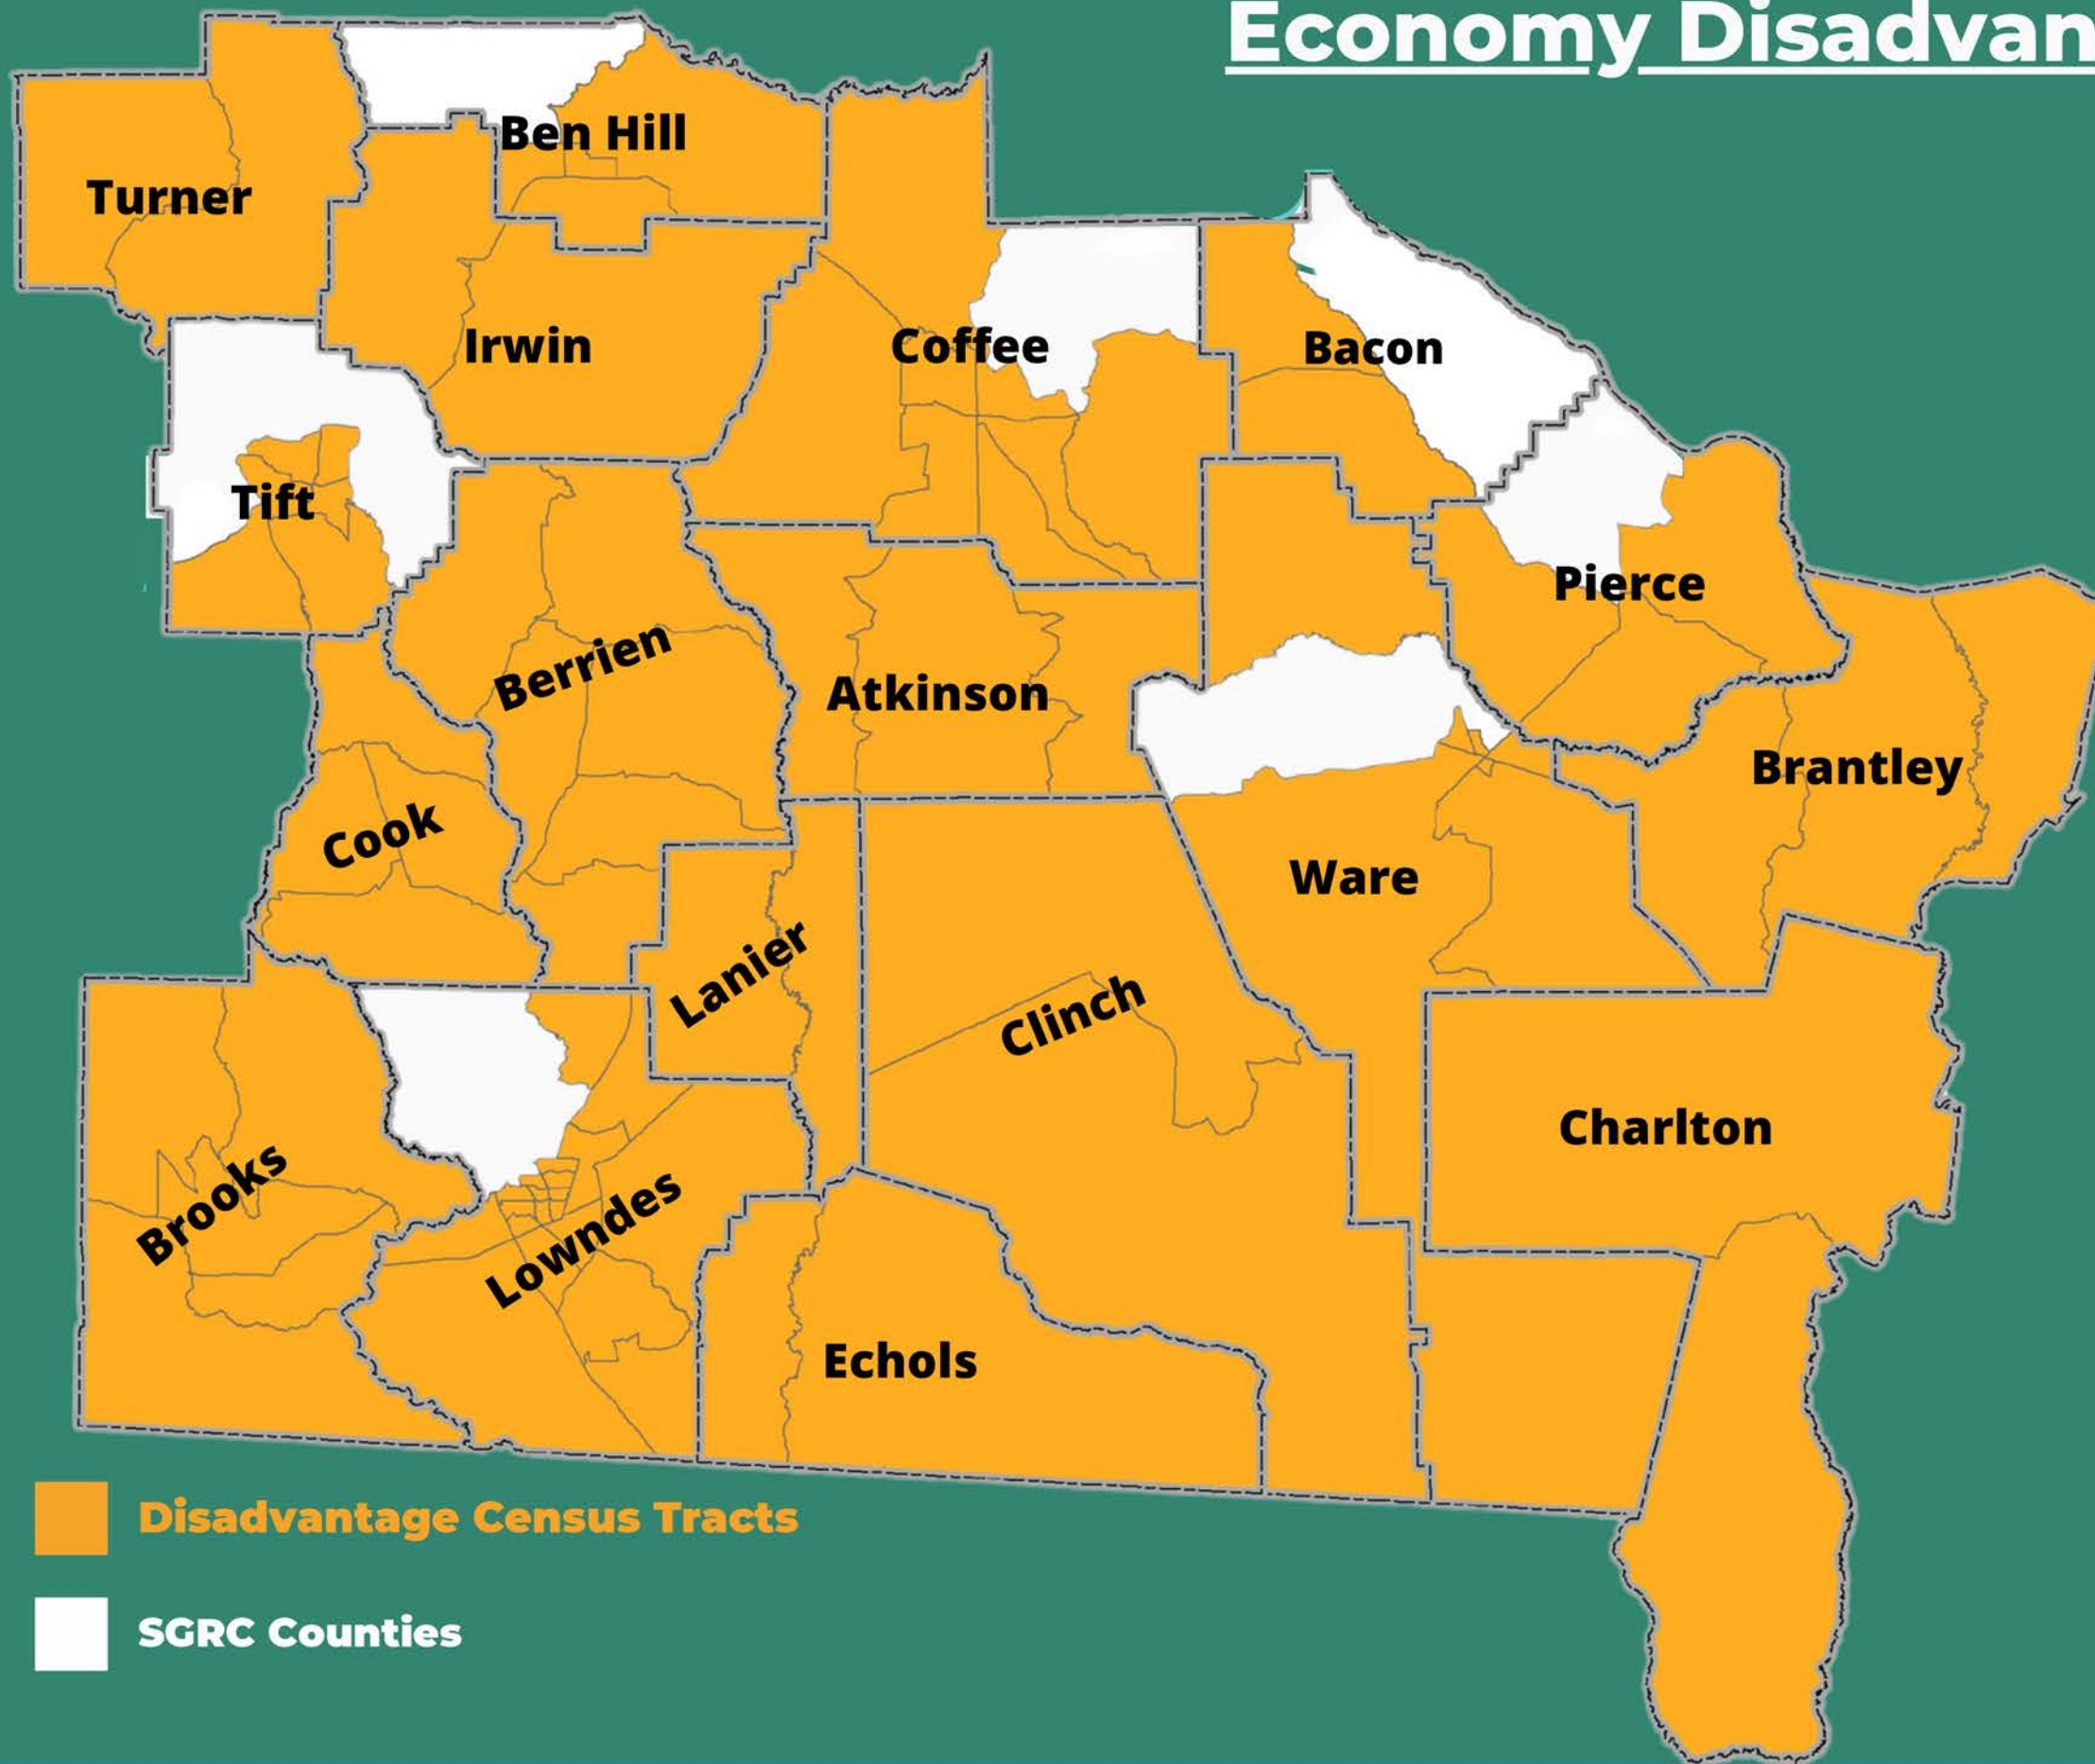 Economy Disadvan
Ben Hill
Turner
Irwin
Coffee
Bacon
Tift
Pierce
Berrien
Atkinson
Brantley
Cook
Ware
Lanier
Clinch
Charlton
Brooks
Lowndes
Echols
Disadvantage Census Tracts
SGRC Counties